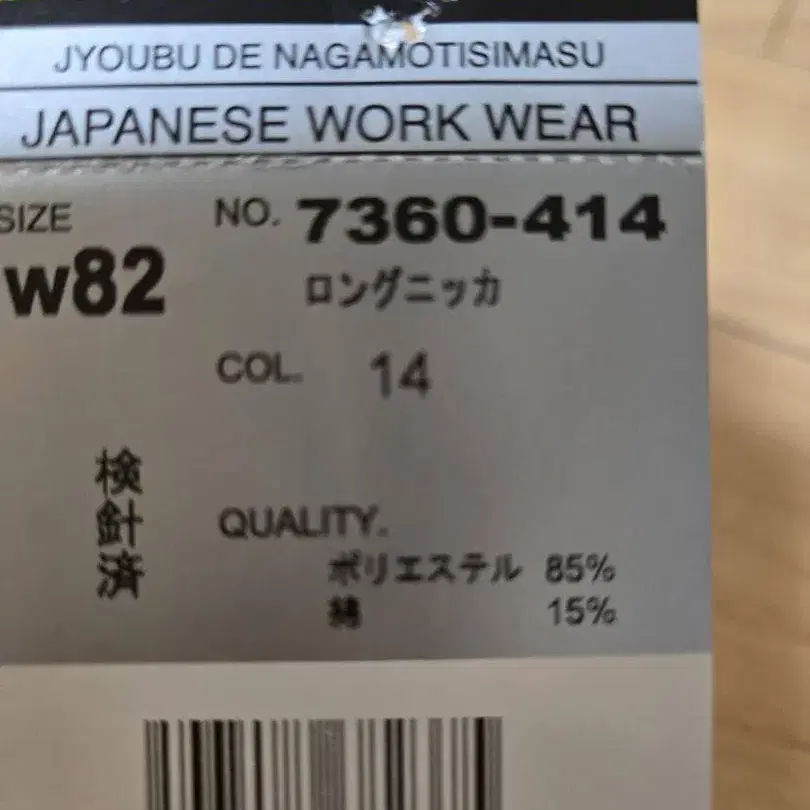 JYOUBU DE NAGAMOTISIMASU
JAPANESE WORK WEAR
SIZE
NO. 7360-414
w82
ロングニッカ
COL. 14
検針済
QUALITY.
ポリエステル 85%
綿 15%